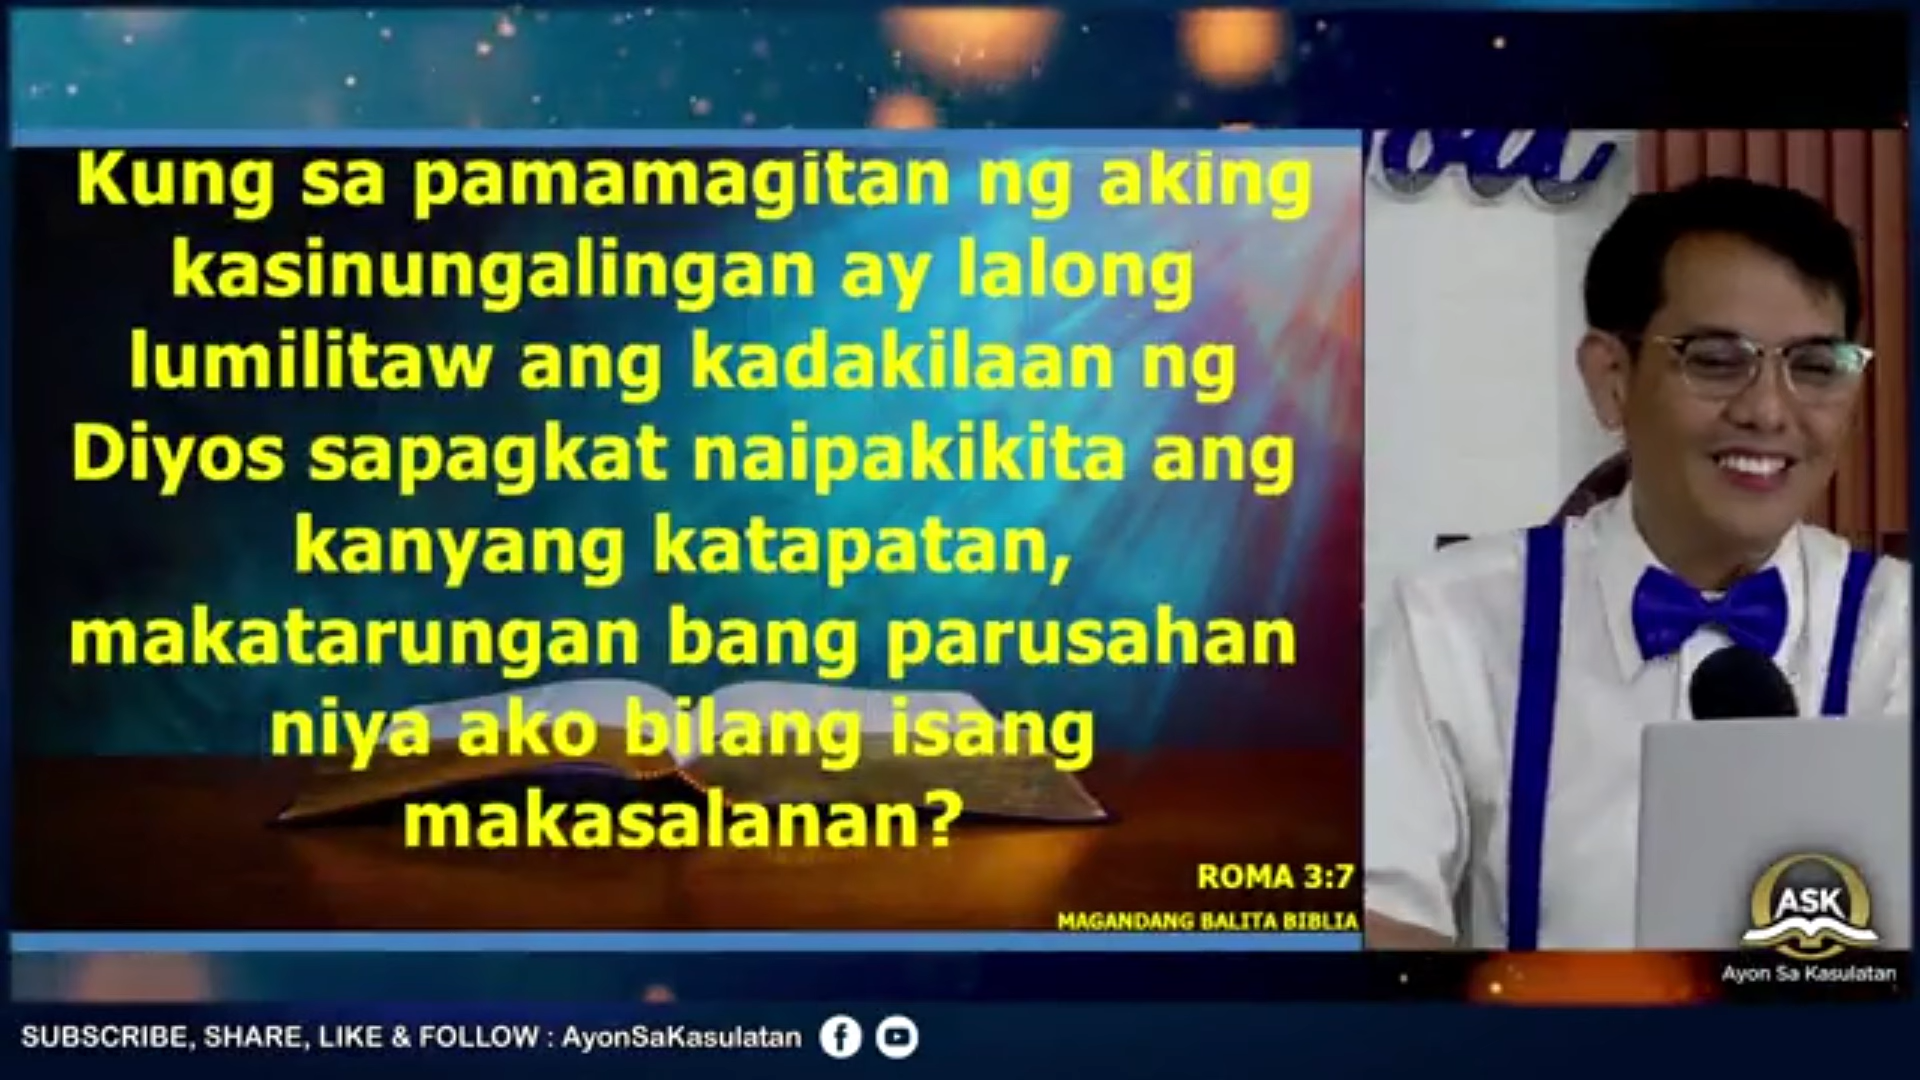 Kung sa pamamagitan ng aking
kasinungalingan ay lalong
lumilitaw ang kadakilaan ng
Diyos sapagkat naipakikita ang
kanyang katapatan,
makatarungan bang parusahan
niya ako bilang isang
makasalanan?
ROMA 3:7
MAGANDANG BALITA BIBLIA
ASK
Ayon Sa Kasulatan
SUBSCRIBE, SHARE, LIKE & FOLLOW : AyonSaKasulatan